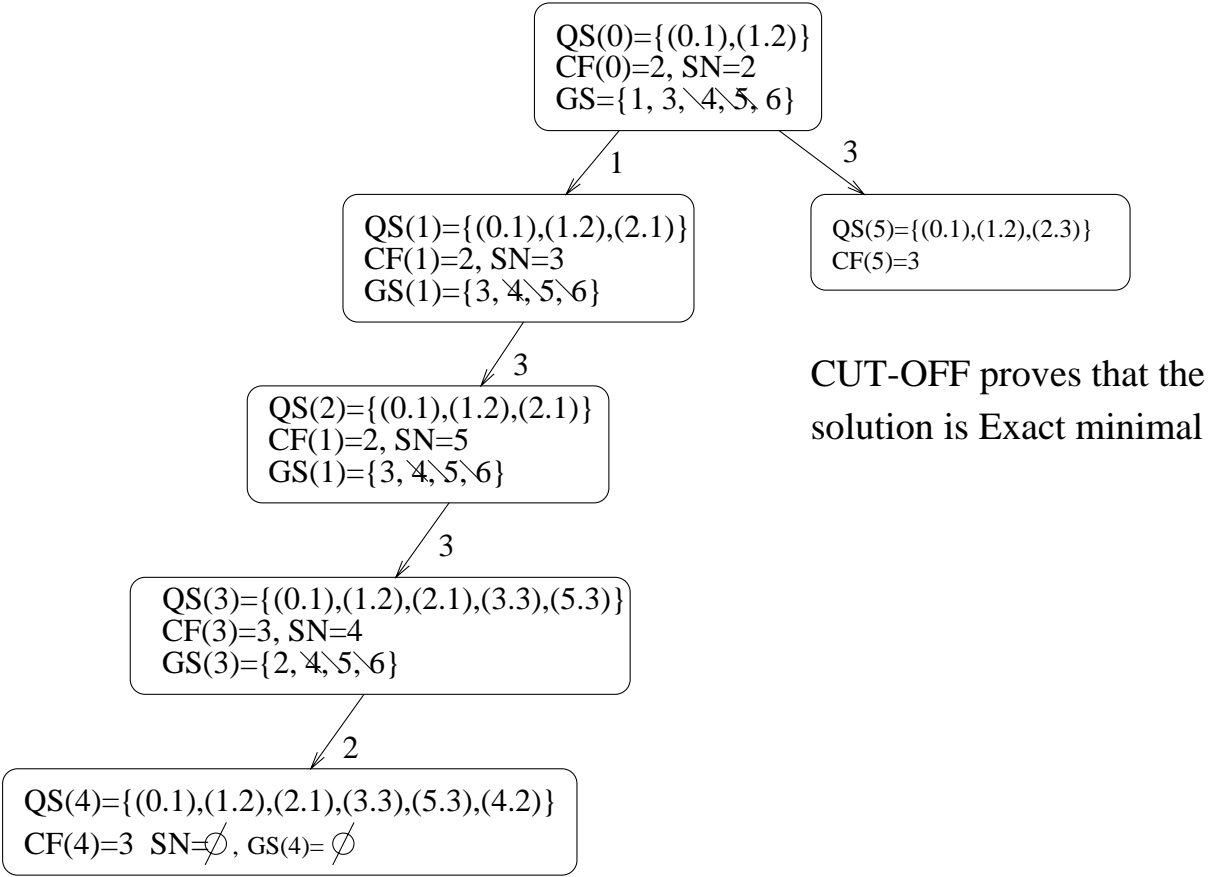 QS(0)={(0.1),(1.2)}
CF(0)=2, SN=2
GS={1, 3, 4, 5, 6}
1
3
QS(1)={(0.1),(1.2),(2.1)}
CF(1)=2, SN=3
GS(1)={3, 4, 5, 6}
QS(5)={(0.1),(1.2),(2.3)}
CF(5)=3
3
CUT-OFF proves that the
solution is Exact minimal
QS(2)={(0.1),(1.2),(2.1)}
CF(1)=2, SN=5
GS(1)={3, 4, 5, 6}
3
QS(3)={(0.1),(1.2),(2.1),(3.3),(5.3)}
CF(3)=3, SN=4
GS(3)={2, 4, 5, 6}
2
QS(4)={(0.1),(1.2),(2.1),(3.3),(5.3),(4.2)}
CF(4)=3 SN=∅, GS(4)= ∅